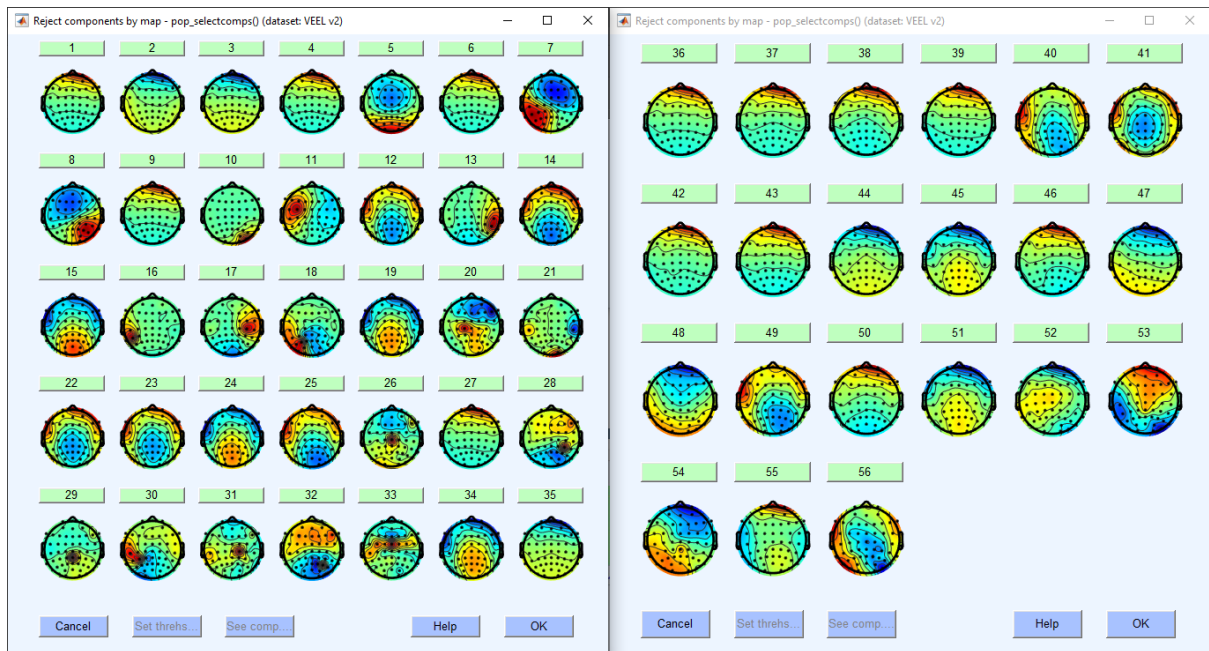 Reject components by map - pop_selectcomps() (dataset: VEEL v2)
1 2 3 4 5 6 7
8 9 10 11 12 13 14
15 16 17 18 19 20 21
22 23 24 25 26 27 28
29 30 31 32 33 34 35
Cancel Set threhs... See comp.... Help OK
Reject components by map - pop_selectcomps() (dataset: VEEL v2)
36 37 38 39 40 41
42 43 44 45 46 47
48 49 50 51 52 53
54 55 56
Cancel Set threhs... See comp.... Help OK